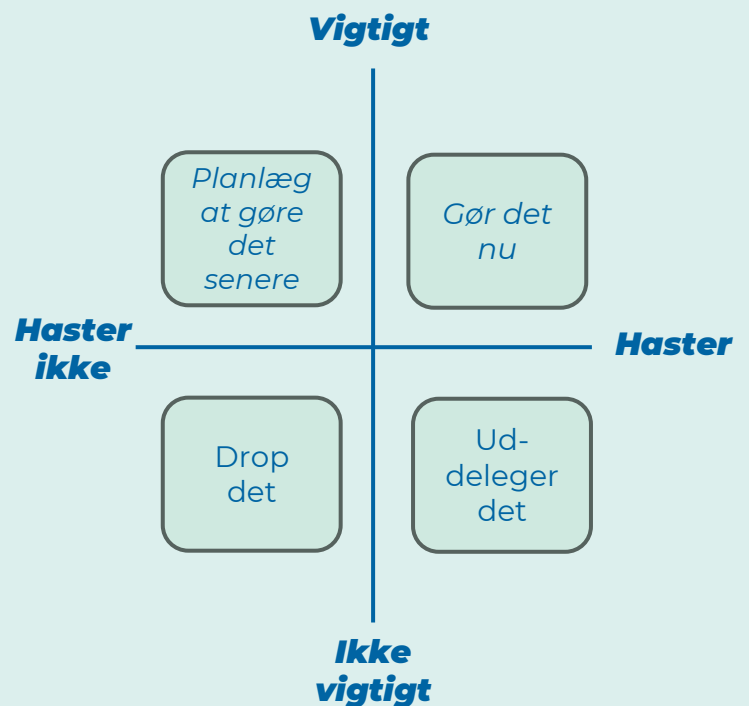 Vigtigt
Planlæg
at gøre
det
senere
Gør det
nu
Haster
ikke
Haster
Drop
det
Ud-
deleger
det
Ikke
vigtigt